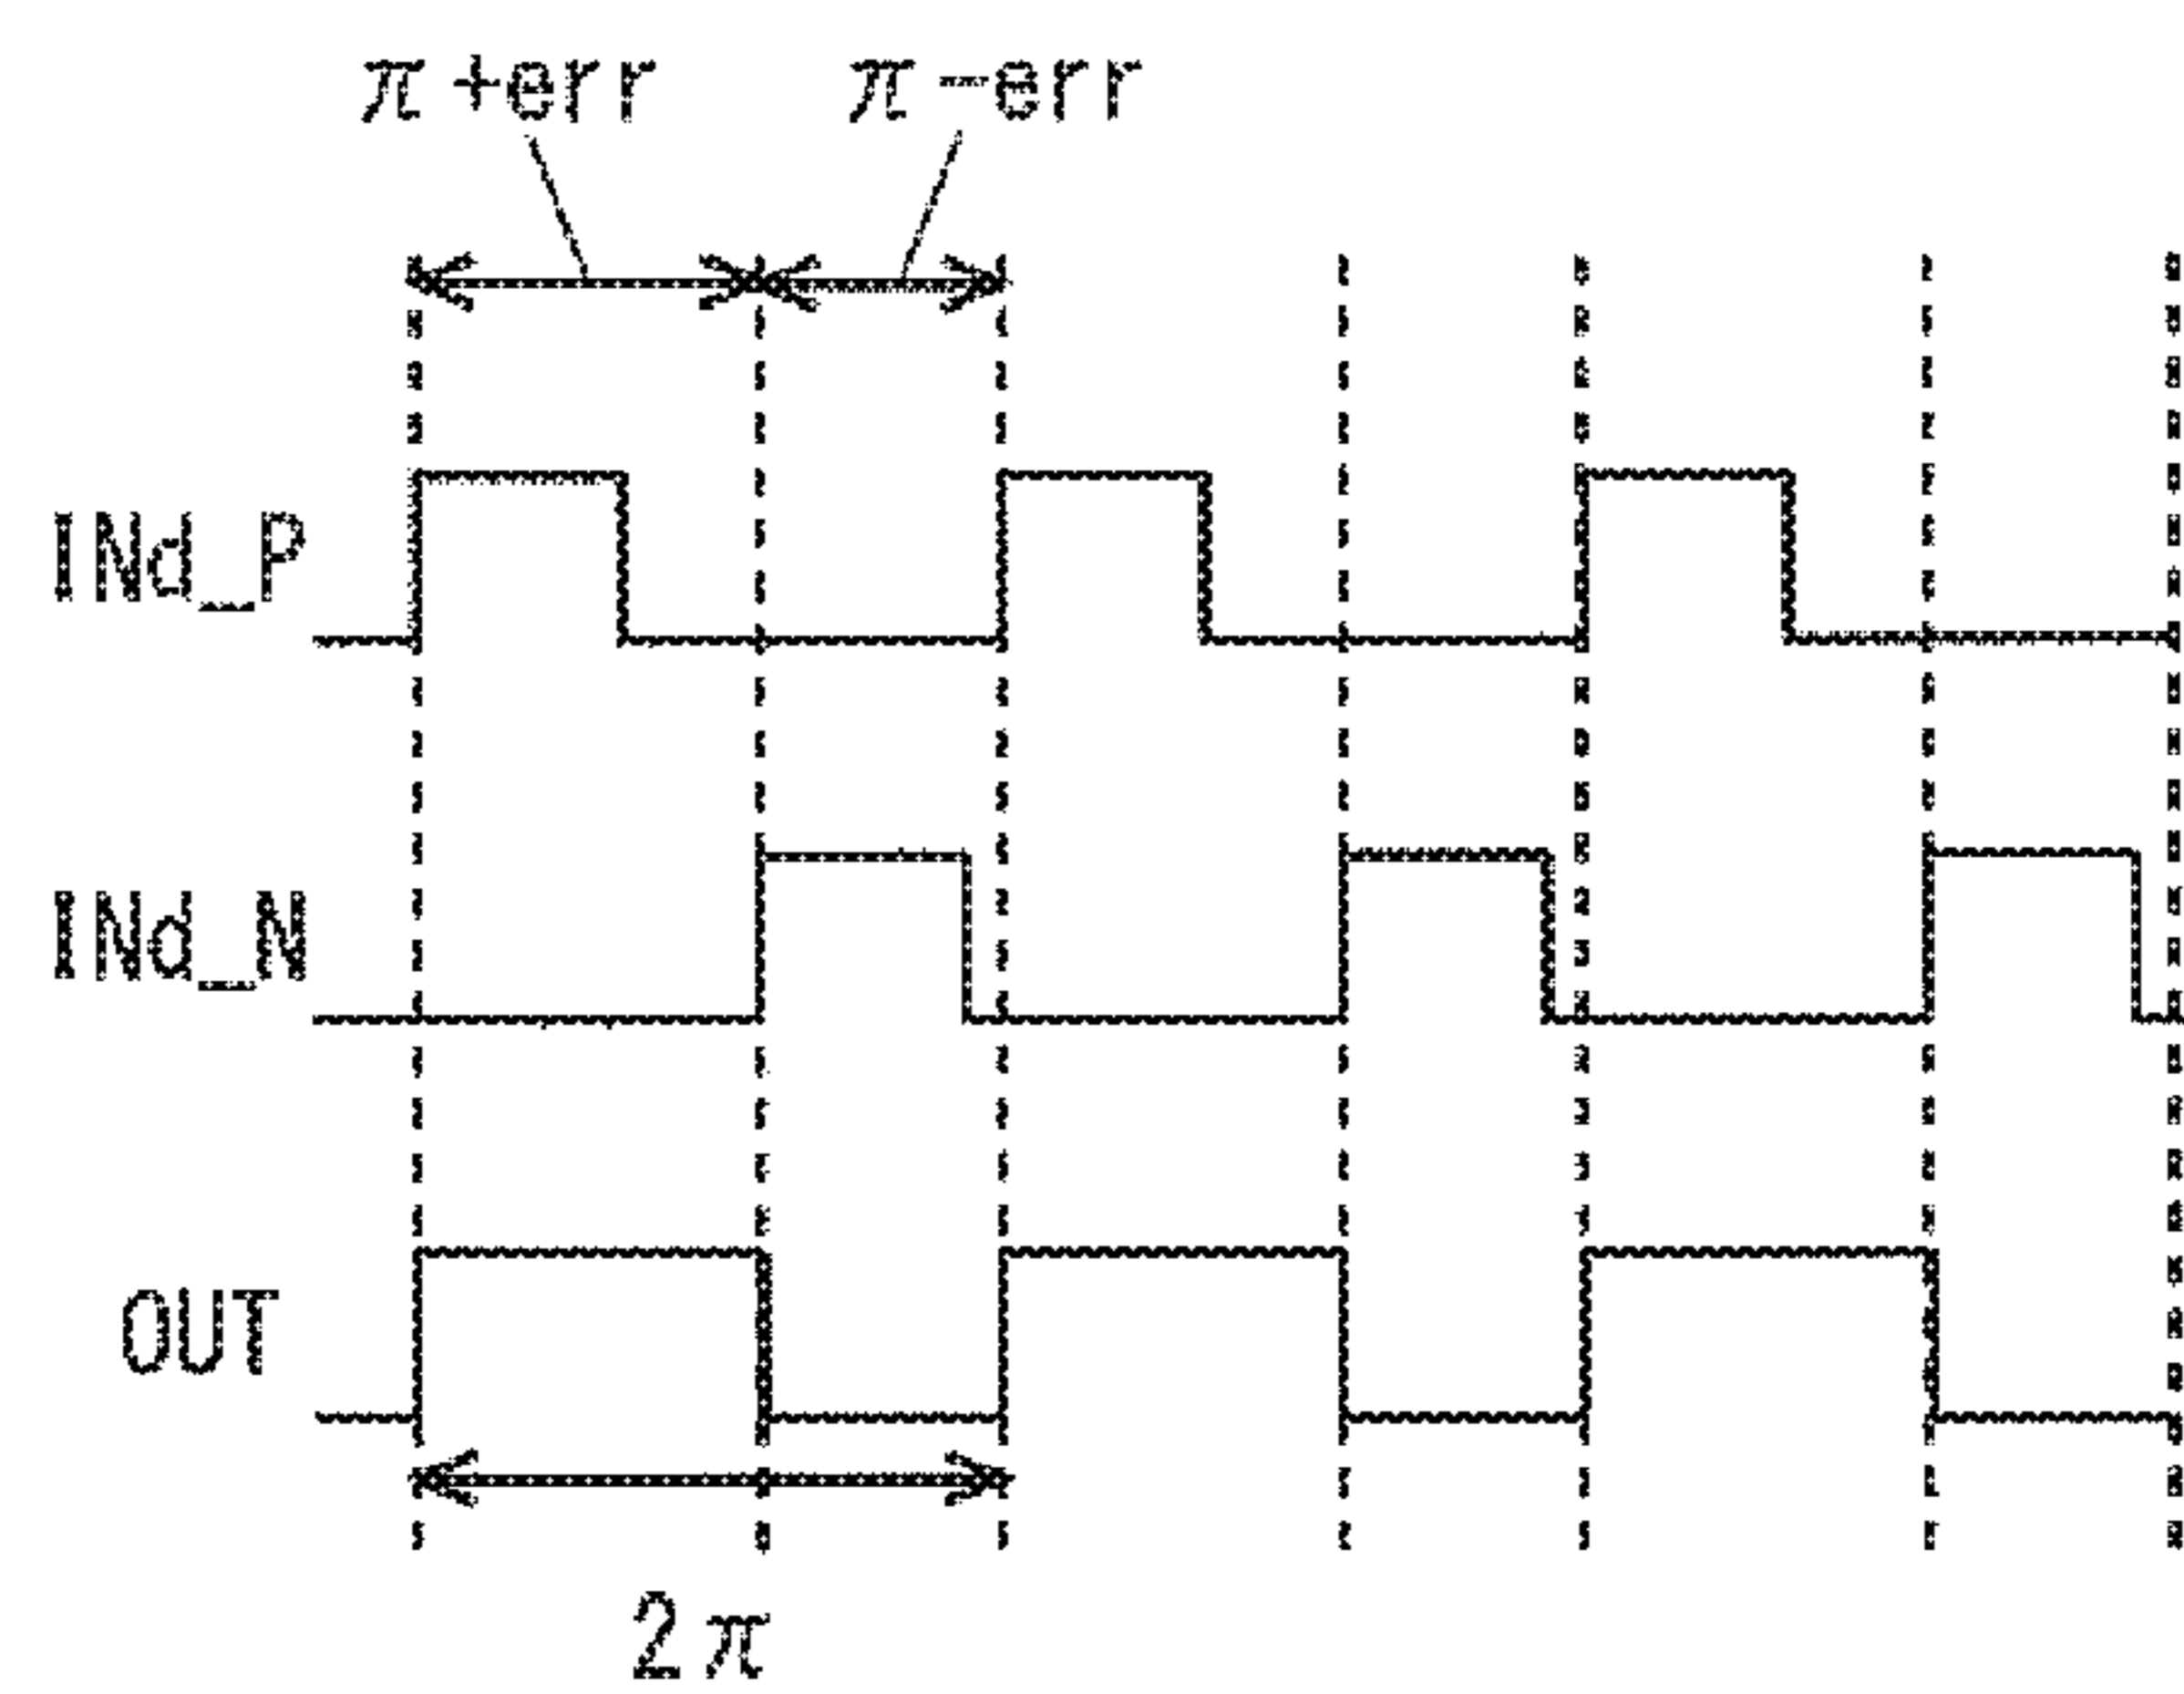 π+err π-err
INd_P
INd_N
OUT
2π